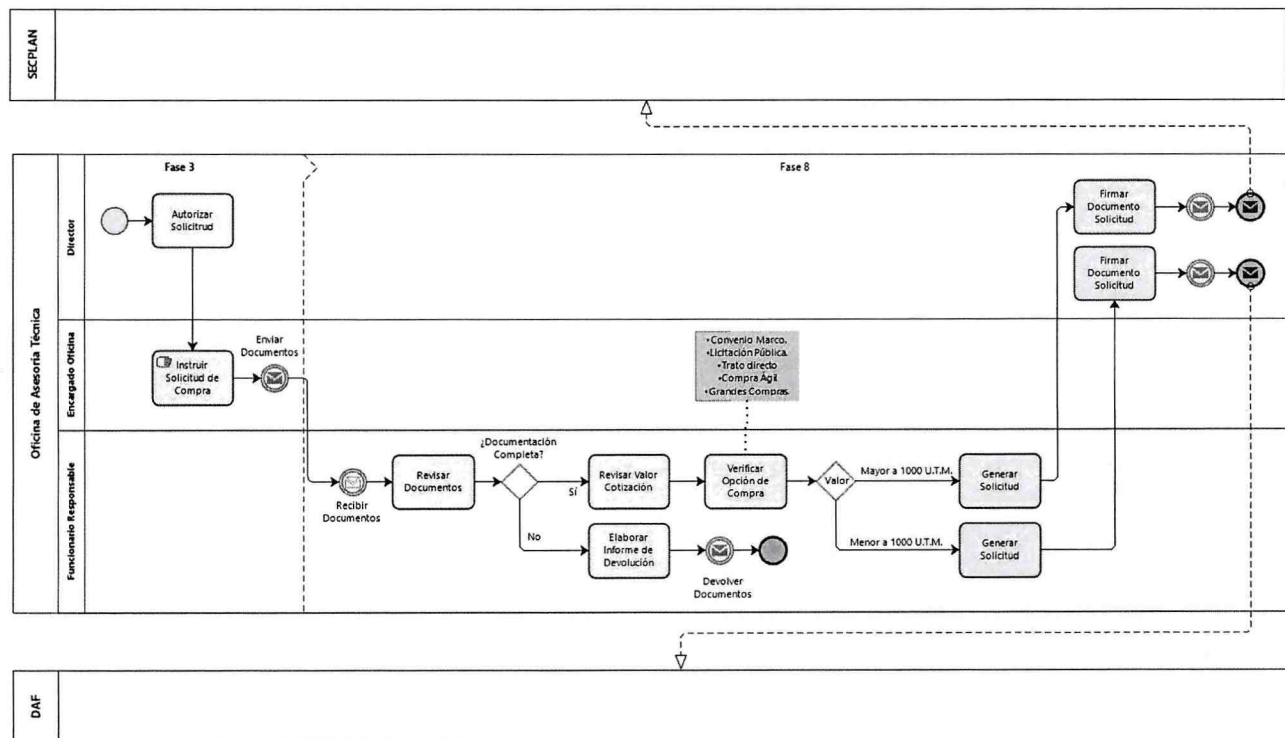 SECPLAN
Oficina de Asesoría Técnica
Fase 3
Fase 8
Director
Autorizar
Solicitrud
Firmar
Documento
Solicitud
Firmar
Documento
Solicitud
Encargado Oficina
Instruir
Solicitud de
Compra
Enviar
Documentos
•Convenio Marco.
•Licitación Pública.
•Trato directo
•Compra Ágil
•Grandes Compras.
Funcionario Responsable
Recibir
Documentos
Revisar
Documentos
¿Documentación
Completa?
Sí
Revisar Valor
Cotización
Verificar
Opción de
Compra
Valor
Mayor a 1000 U.T.M.
Generar
Solicitud
No
Elaborar
Informe de
Devolución
Devolver
Documentos
Menor a 1000 U.T.M.
Generar
Solicitud
DAF